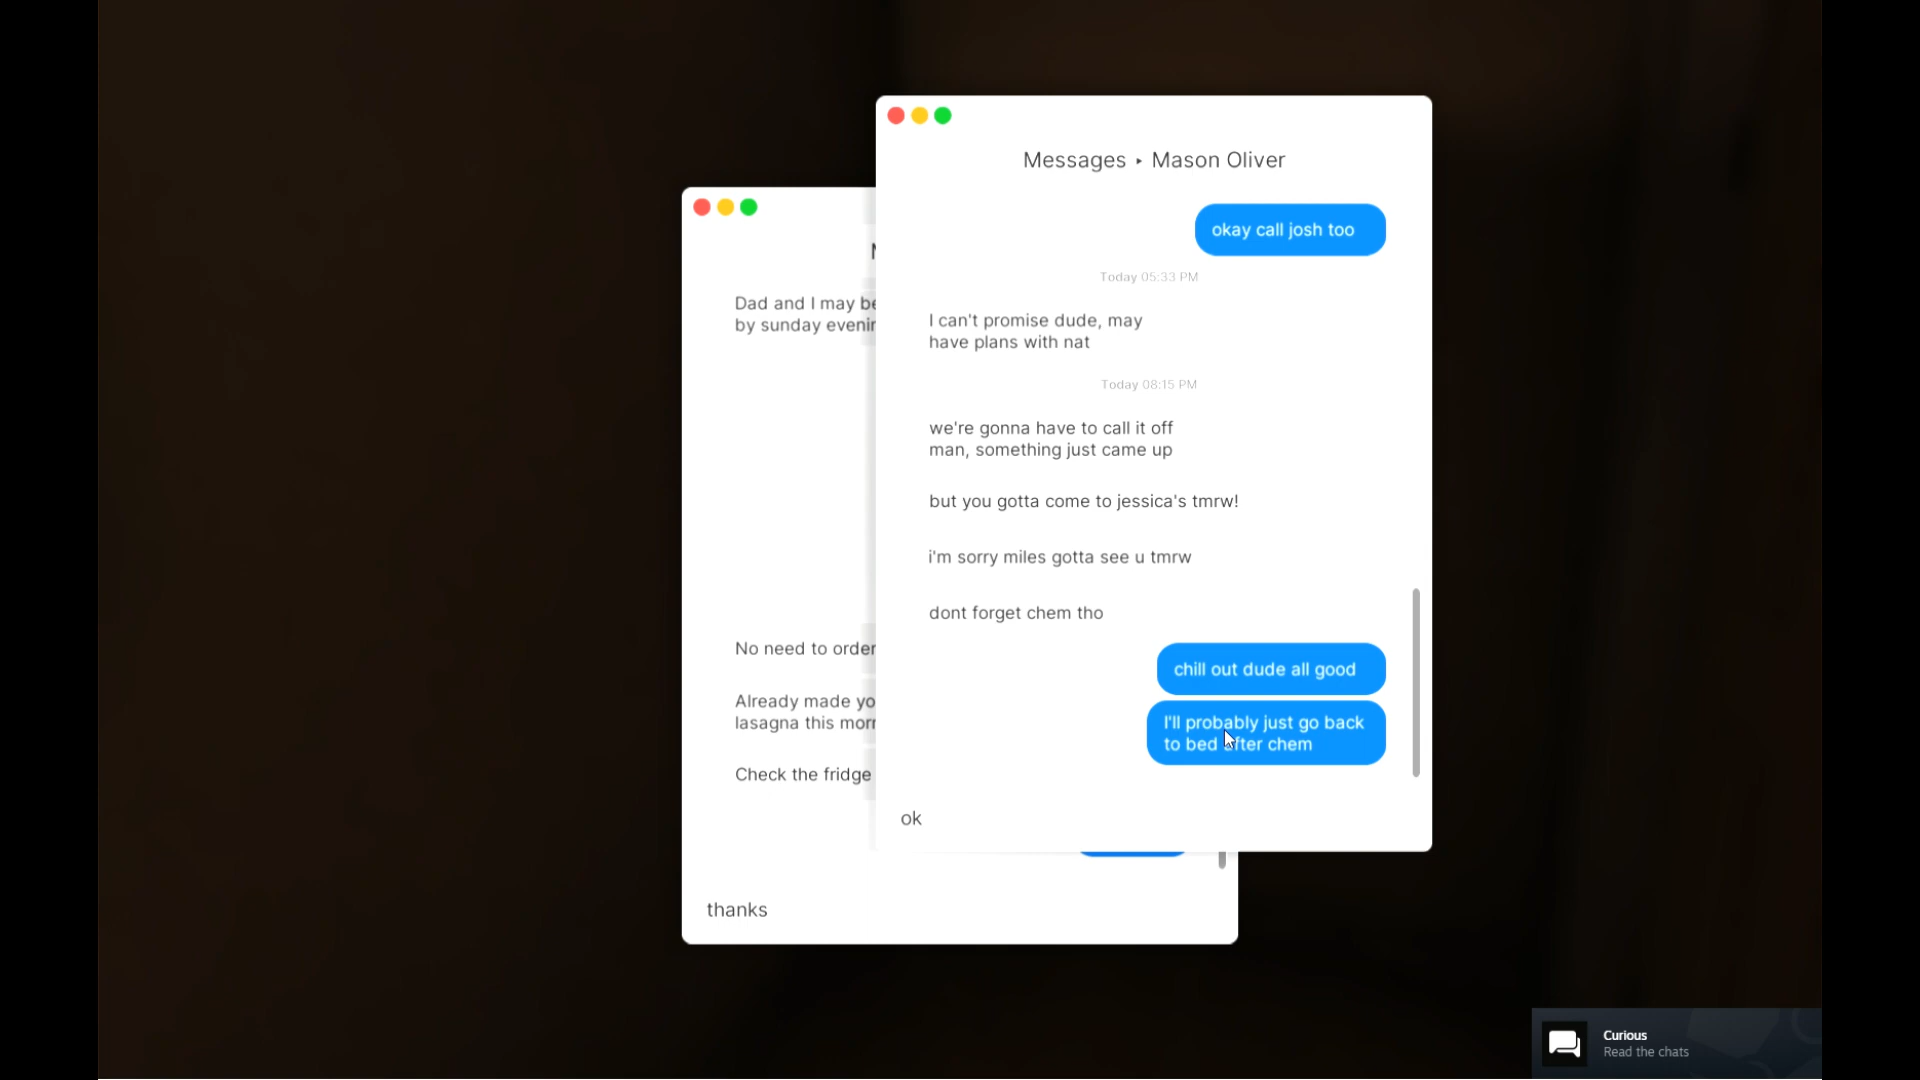 Messages ▸ Mason Oliver
okay call josh too
Today 05:33 PM
I can't promise dude, may
have plans with nat
Today 08:15 PM
we're gonna have to call it off
man, something just came up
but you gotta come to jessica's tmrw!
i'm sorry miles gotta see u tmrw
dont forget chem tho
chill out dude all good
I'll probably just go back
to bed after chem
ok
Dad and I may
by sunday
No need to order
Already made
lasagna this
Check the fridge
thanks
Curious
Read the chats